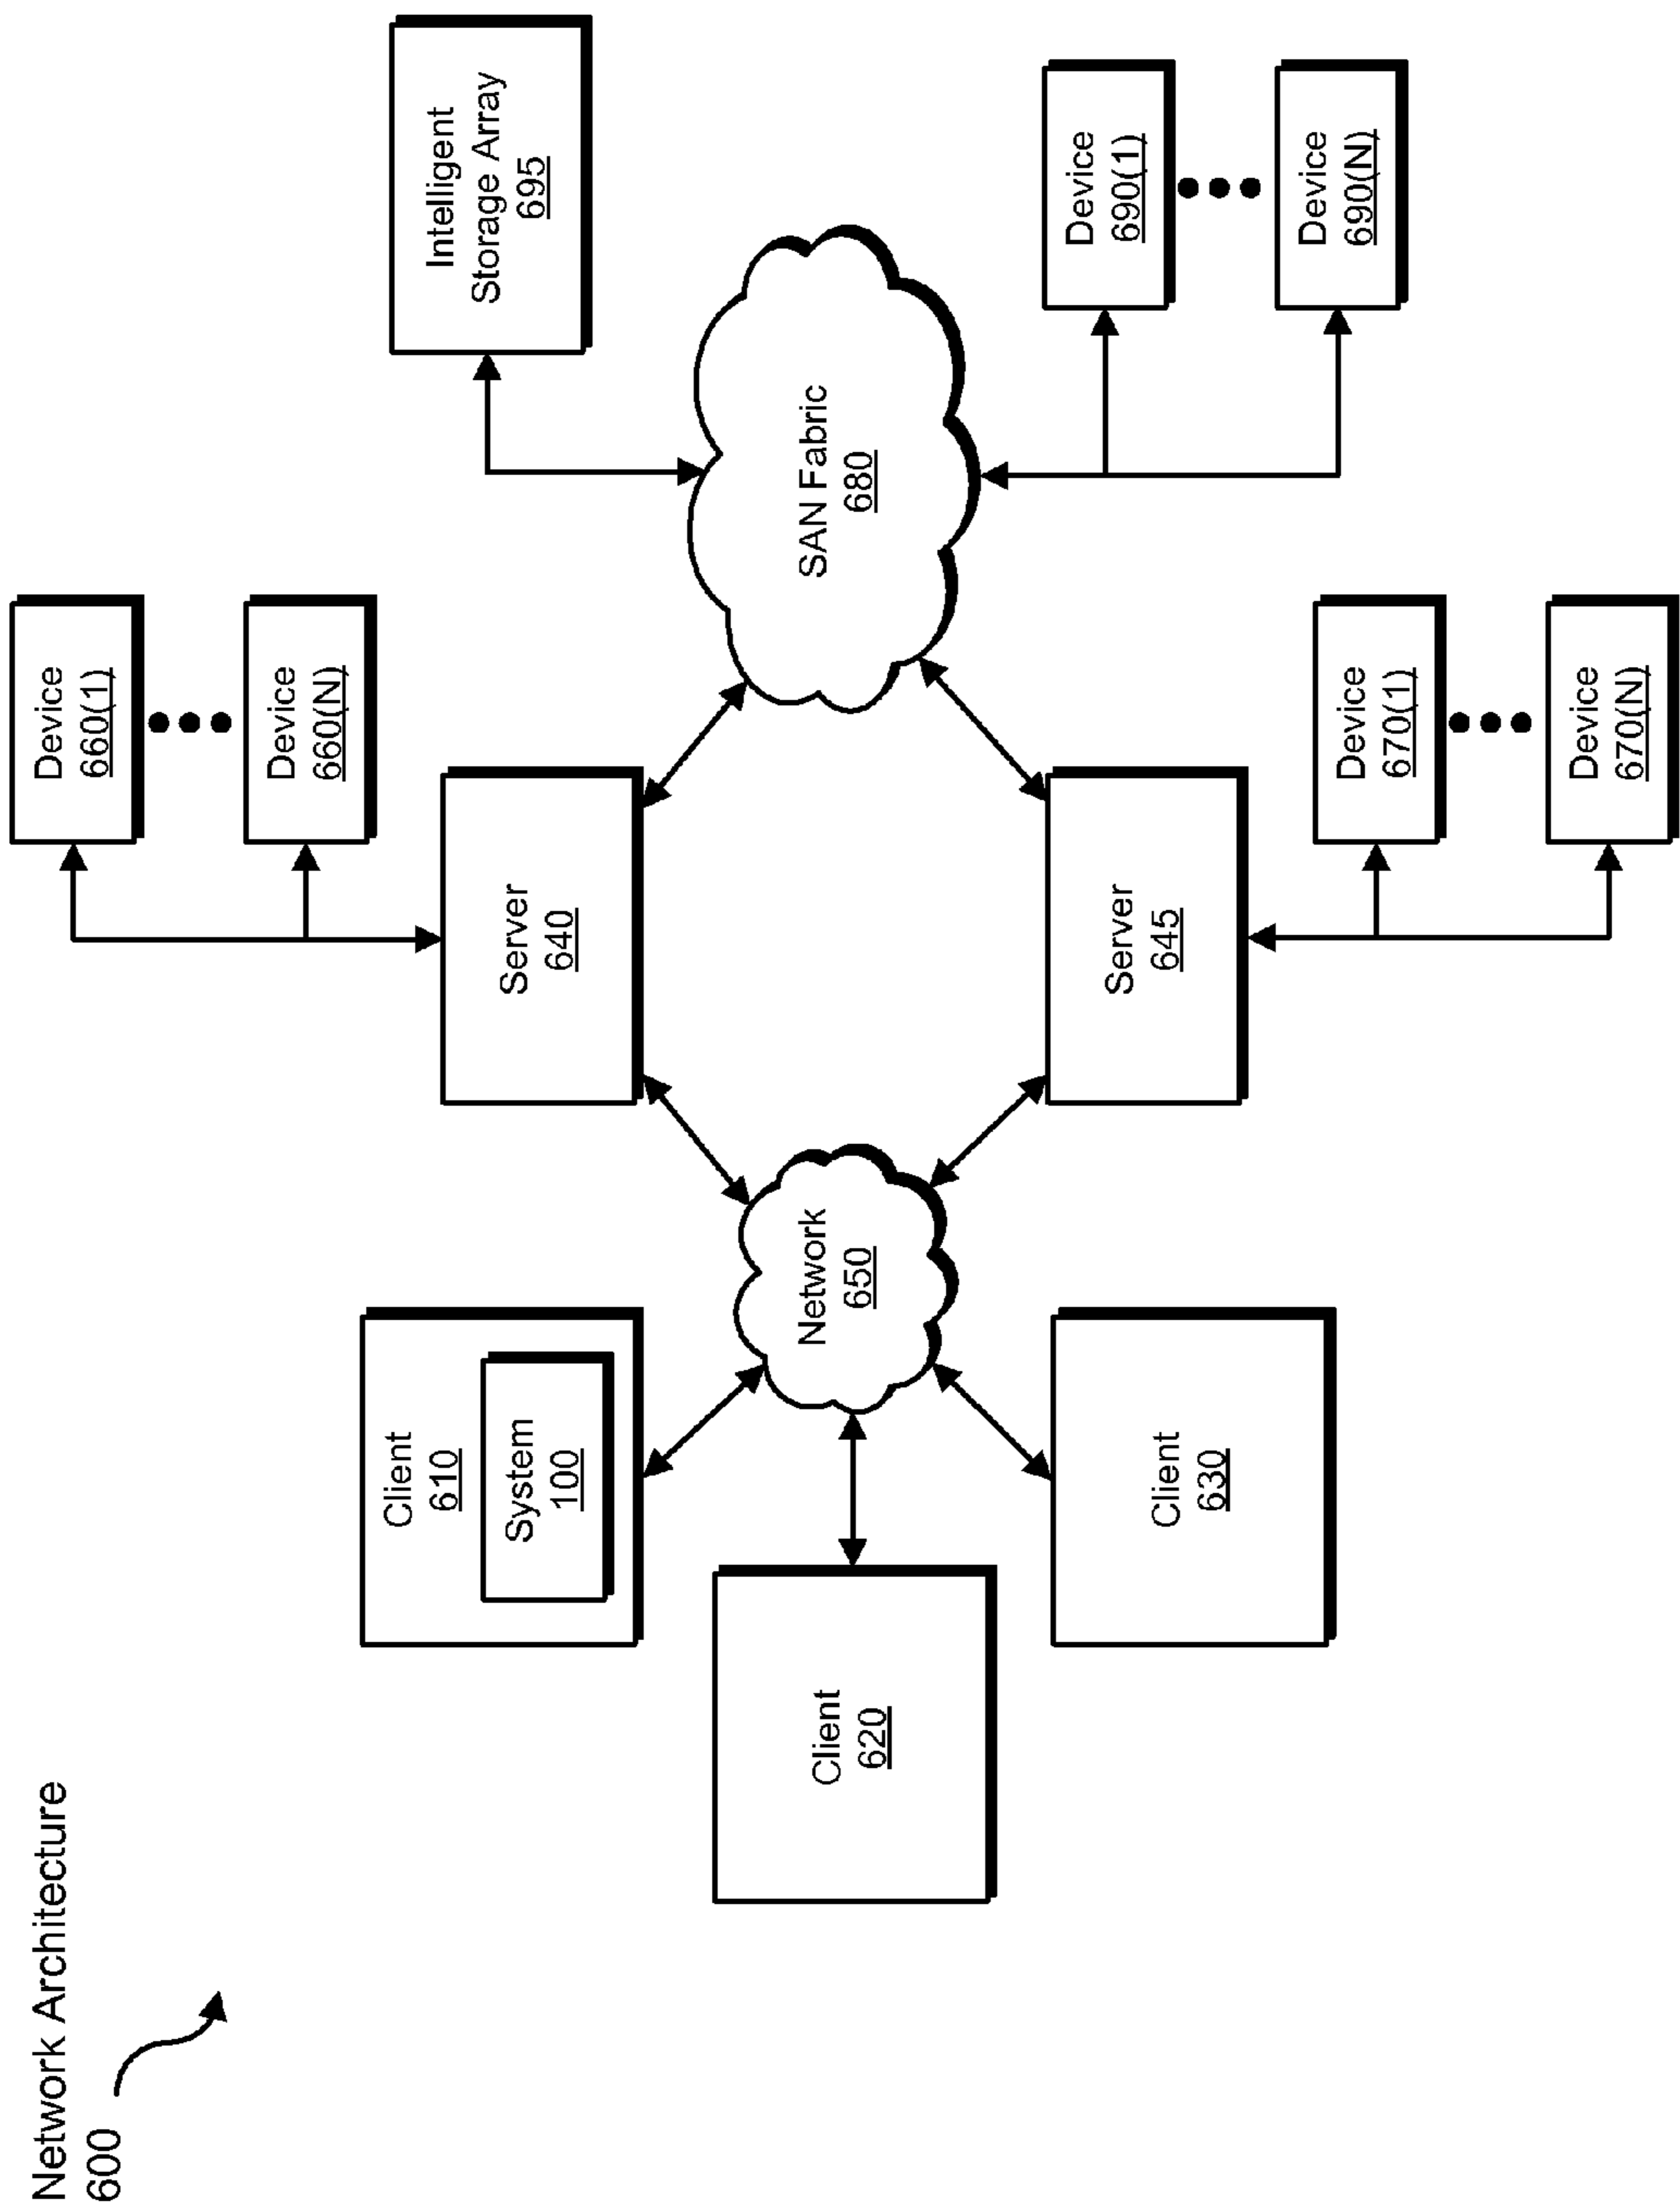 Network Architecture
600
Client
610
System
100
Client
620
Client
630
Network
650
Server
640
Server
645
Device
660(1)
Device
660(N)
Device
670(1)
Device
670(N)
SAN Fabric
680
Intelligent
Storage Array
695
Device
690(1)
Device
690(N)